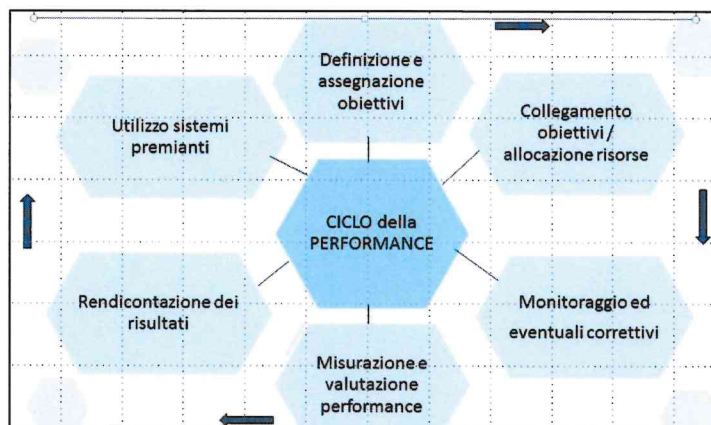 Definizione e
assegnazione
obiettivi
Collegamento
obiettivi /
allocazione risorse
Monitoraggio ed
eventuali correttivi
Misurazione e
valutazione
performance
Rendicontazione dei
risultati
Utilizzo sistemi
premianti
CICLO della
PERFORMANCE